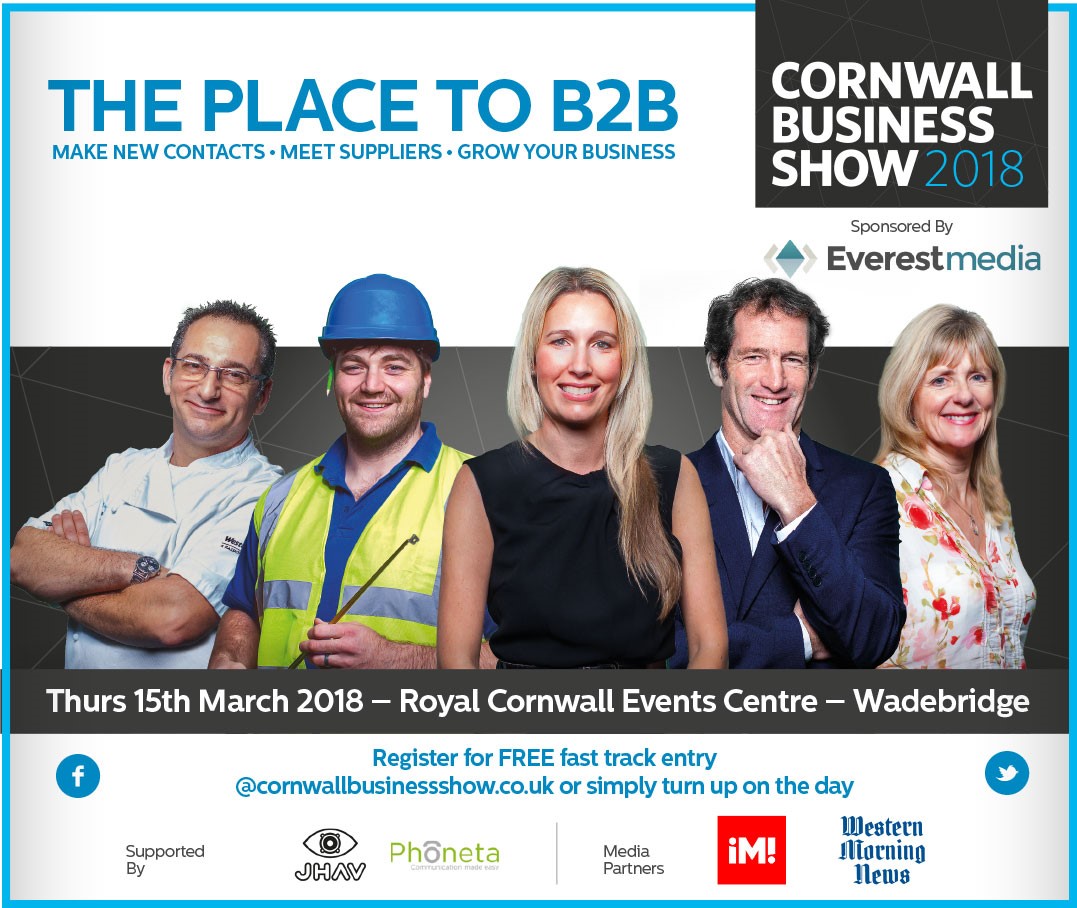 THE PLACE TO B2B
MAKE NEW CONTACTS • MEET SUPPLIERS • GROW YOUR BUSINESS
CORNWALL
BUSINESS
SHOW 2018
Sponsored By
Everestmedia
Thurs 15th March 2018 – Royal Cornwall Events Centre – Wadebridge
Register for FREE fast track entry
@cornwallbusinessshow.co.uk or simply turn up on the day
f
Supported
By
JHAV
Phoneta
Communication made easy
Media
Partners
iM!
Western
Morning
News